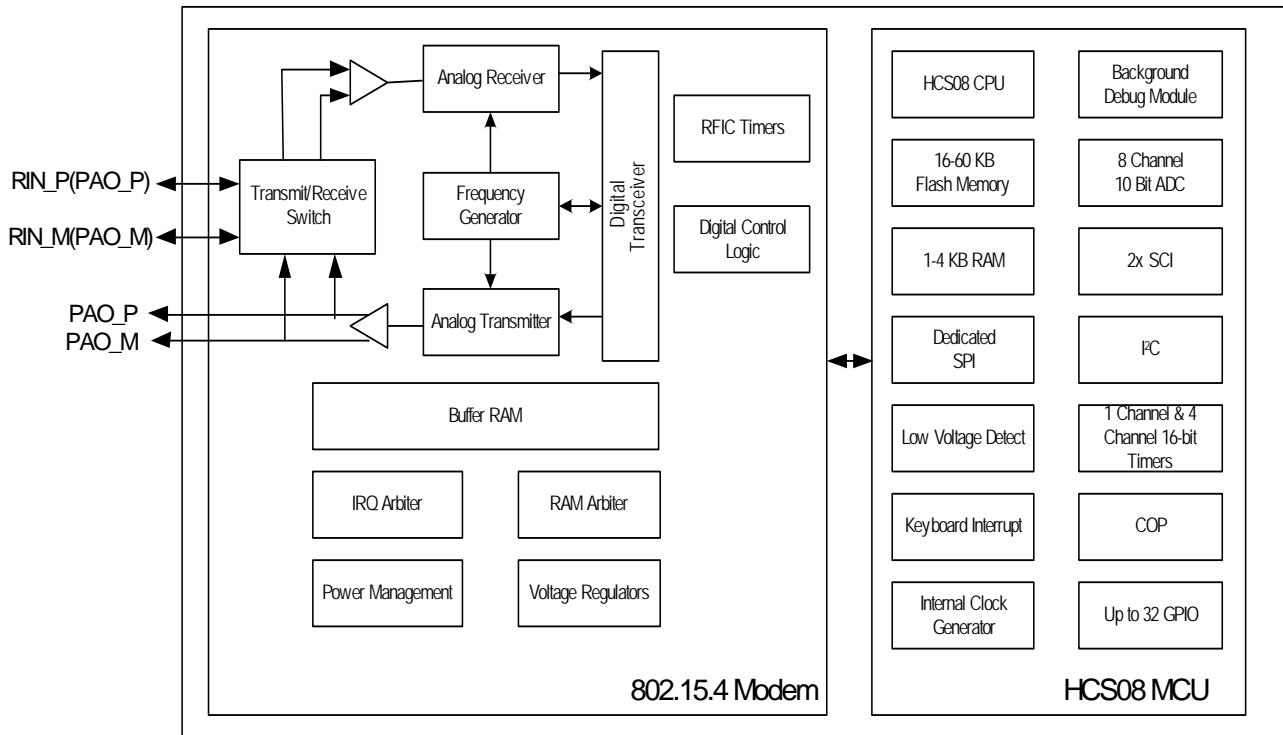 Analog Receiver
RFIC Timers
RIN_P(PAO_P)
RIN_M(PAO_M)
Transmit/Receive
Switch
Frequency
Generator
Digital
Transceiver
Digital Control
Logic
PAO_P
PAO_M
Analog Transmitter
Buffer RAM
IRQ Arbiter
RAM Arbiter
Power Management
Voltage Regulators
802.15.4 Modem
HCS08 CPU
Background
Debug Module
16-60 KB
Flash Memory
8 Channel
10 Bit ADC
1-4 KB RAM
2x SCI
Dedicated
SPI
I²C
Low Voltage Detect
1 Channel & 4
Channel 16-bit
Timers
Keyboard Interrupt
COP
Internal Clock
Generator
Up to 32 GPIO
HCS08 MCU